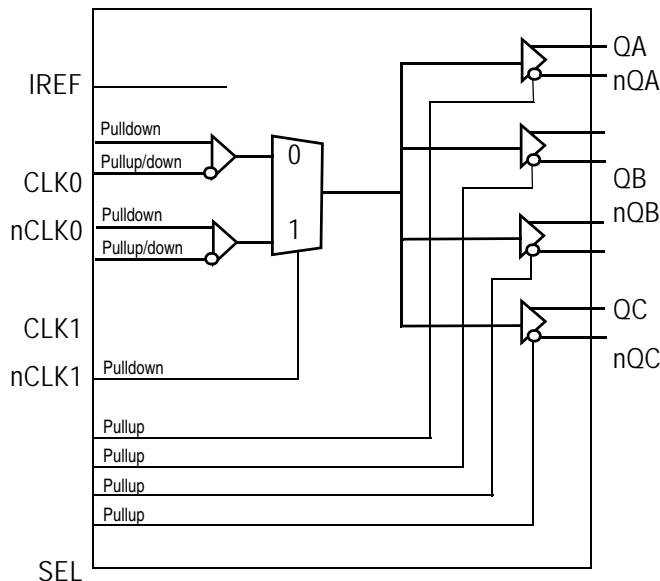 IREF
Pulldown
Pullup/down
CLK0
Pulldown
nCLK0
Pullup/down
CLK1
nCLK1
Pulldown
Pullup
Pullup
Pullup
Pullup
SEL
0
1
QA
nQA
QB
nQB
QC
nQC